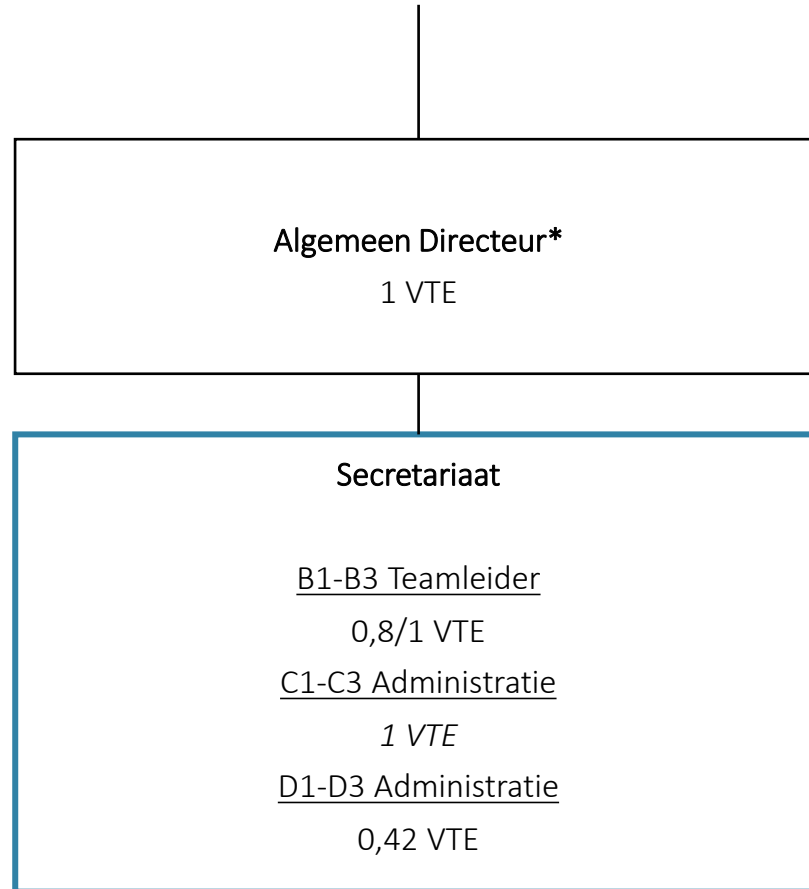 Algemeen Directeur*
1 VTE
Secretariaat
B1-B3 Teamleider
0,8/1 VTE
C1-C3 Administratie
1 VTE
D1-D3 Administratie
0,42 VTE